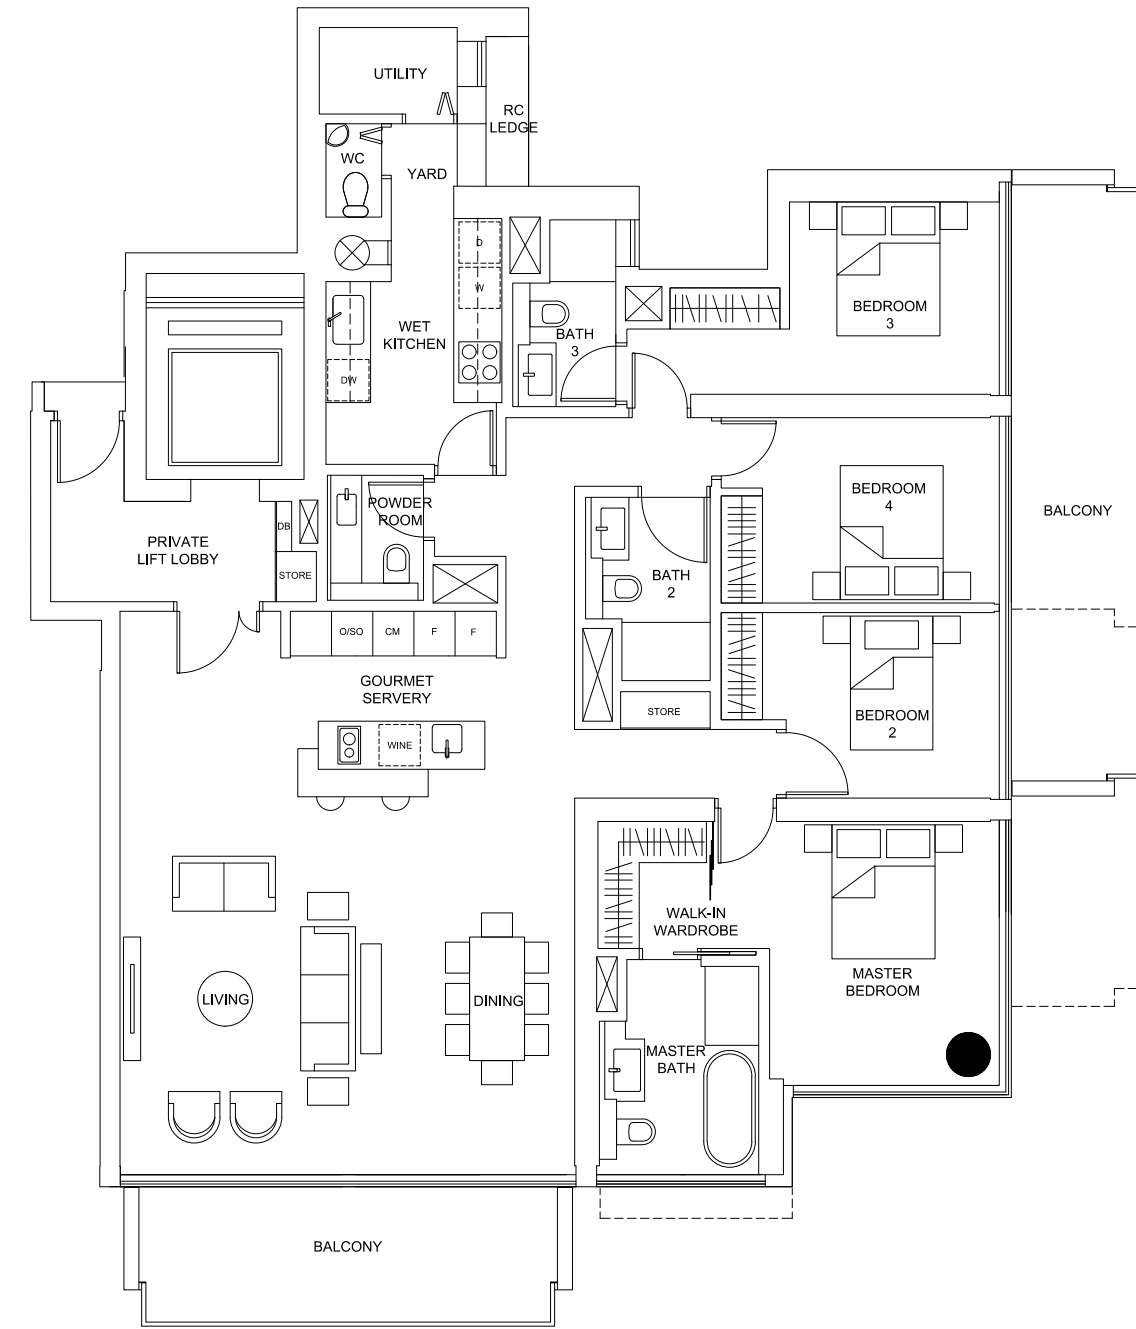 UTILITY
RC
LEDGE
WC
YARD
D
W
WET
KITCHEN
DW
BATH
3
BEDROOM
3
BEDROOM
4
BALCONY
POWDER
ROOM
PRIVATE
LIFT LOBBY
DB
STORE
BATH
2
O/SO
CM
F
F
GOURMET
SERVERY
STORE
BEDROOM
2
WINE
WALK-IN
WARDROBE
MASTER
BEDROOM
LIVING
DINING
MASTER
BATH
BALCONY